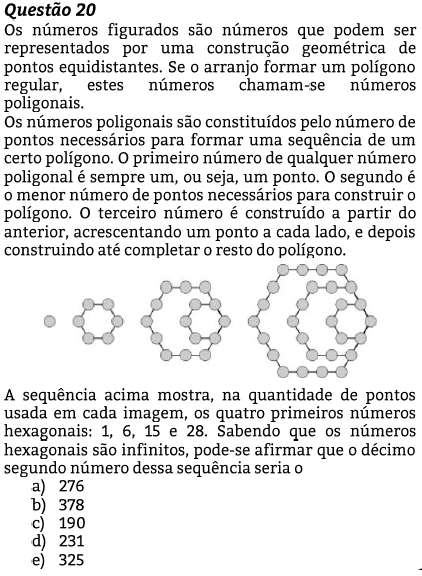 Questão 20
Os números figurados são números que podem ser
representados por uma construção geométrica de
pontos equidistantes. Se o arranjo formar um polígono
regular, estes números chamam-se números
poligonais.
Os números poligonais são constituídos pelo número de
pontos necessários para formar uma sequência de um
certo polígono. O primeiro número de qualquer número
poligonal é sempre um, ou seja, um ponto. O segundo é
o menor número de pontos necessários para construir o
polígono. O terceiro número é construído a partir do
anterior, acrescentando um ponto a cada lado, e depois
construindo até completar o resto do polígono.
A sequência acima mostra, na quantidade de pontos
usada em cada imagem, os quatro primeiros números
hexagonais: 1, 6, 15 e 28. Sabendo que os números
hexagonais são infinitos, pode-se afirmar que o décimo
segundo número dessa sequência seria o
a) 276
b) 378
c) 190
d) 231
e) 325